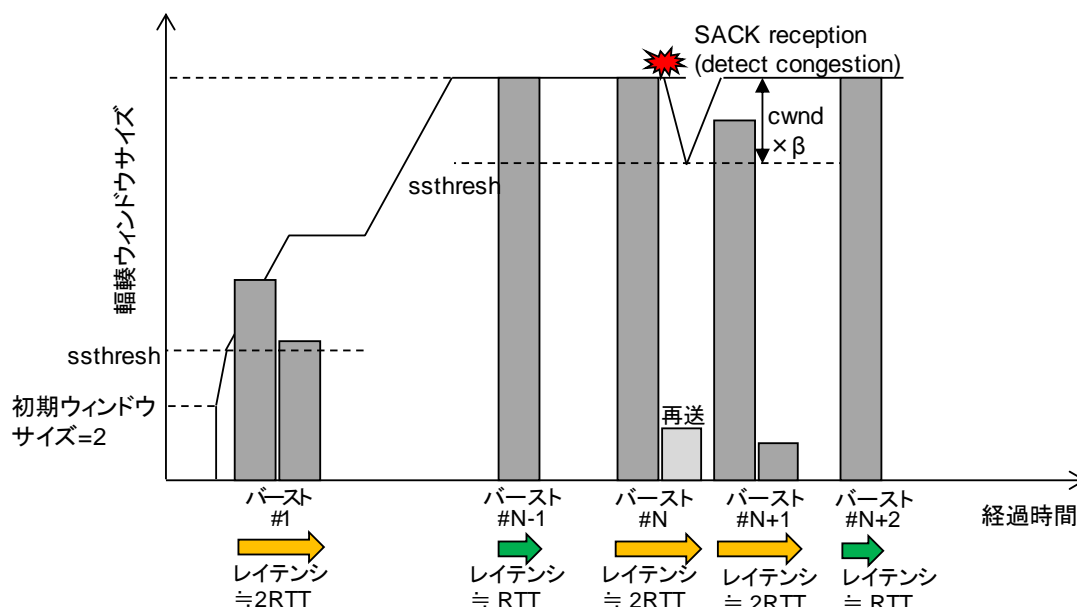 SACK reception
(detect congestion)
輻輳ウィンドウサイズ
cwnd
×β
ssthresh
ssthresh
初期ウィンドウ
サイズ=2
再送
バースト
#1
バースト
#N-1
バースト
#N
バースト
#N+1
バースト
#N+2
経過時間
レイテンシ
≒2RTT
レイテンシ
≒ RTT
レイテンシ
≒ 2RTT
レイテンシ
≒ 2RTT
レイテンシ
≒ RTT